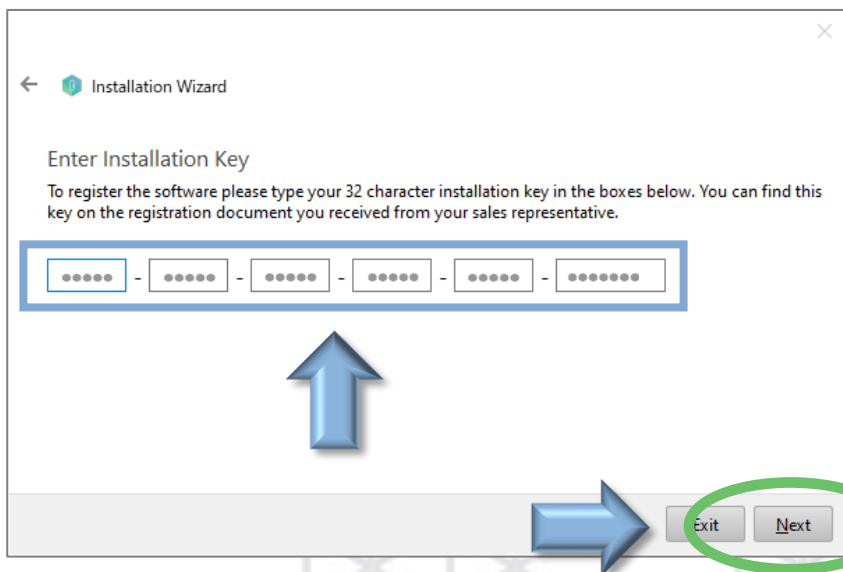 Installation Wizard
Enter Installation Key
To register the software please type your 32 character installation key in the boxes below. You can find this
key on the registration document you received from your sales representative.
- - - - -
Exit
Next